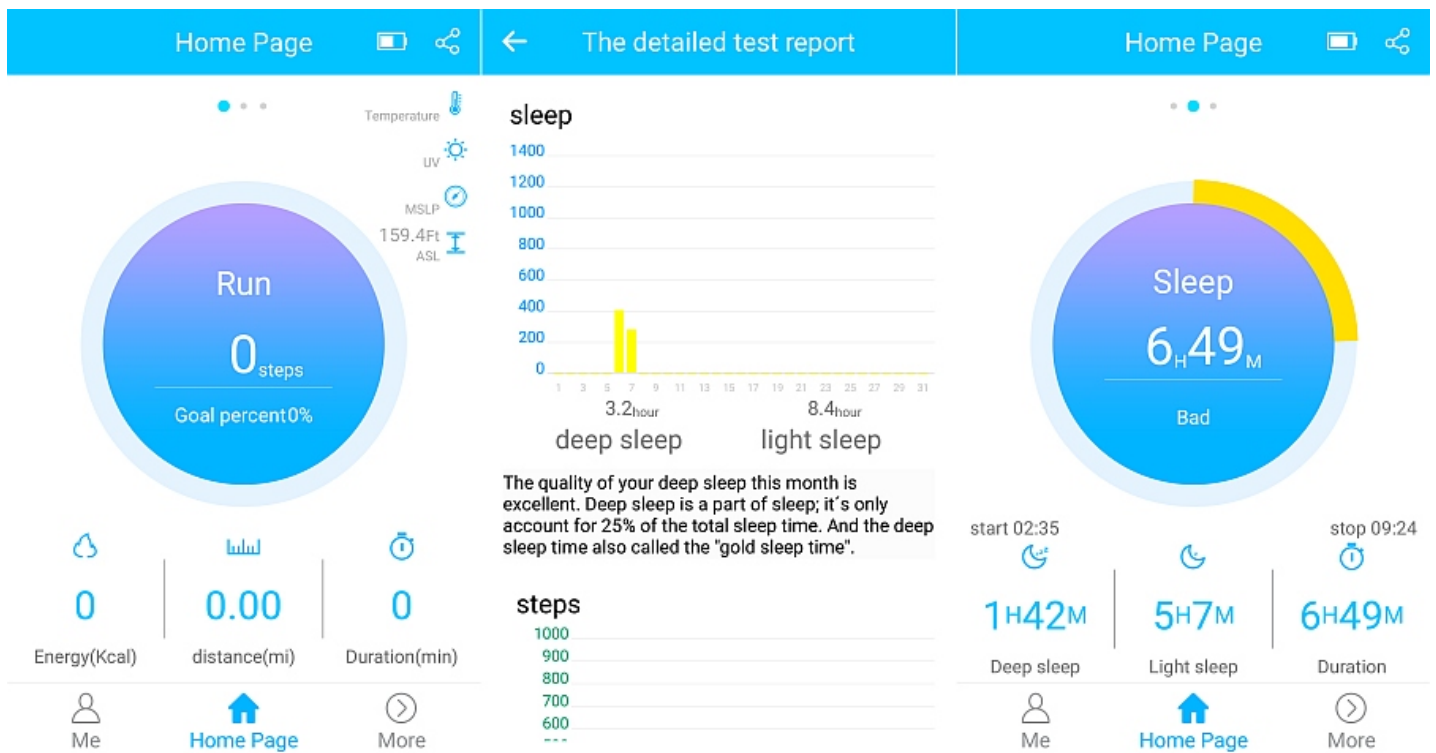 Home Page
Temperature
UV
MSLP
159.4Ft
ASL
Run
0 steps
Goal percent0%
0
0.00
0
Energy(Kcal)
distance(mi)
Duration(min)
Me
Home Page
More
The detailed test report
sleep
1400
1200
1000
800
600
400
200
0
1 3 5 7 9 11 13 15 17 19 21 23 25 27 29 31
3.2hour
8.4hour
deep sleep
light sleep
The quality of your deep sleep this month is
excellent. Deep sleep is a part of sleep; it´s only
account for 25% of the total sleep time. And the deep
sleep time also called the "gold sleep time".
steps
1000
900
800
700
600
Home Page
Sleep
6H49M
Bad
start 02:35
stop 09:24
1H42M
5H7M
6H49M
Deep sleep
Light sleep
Duration
Me
Home Page
More